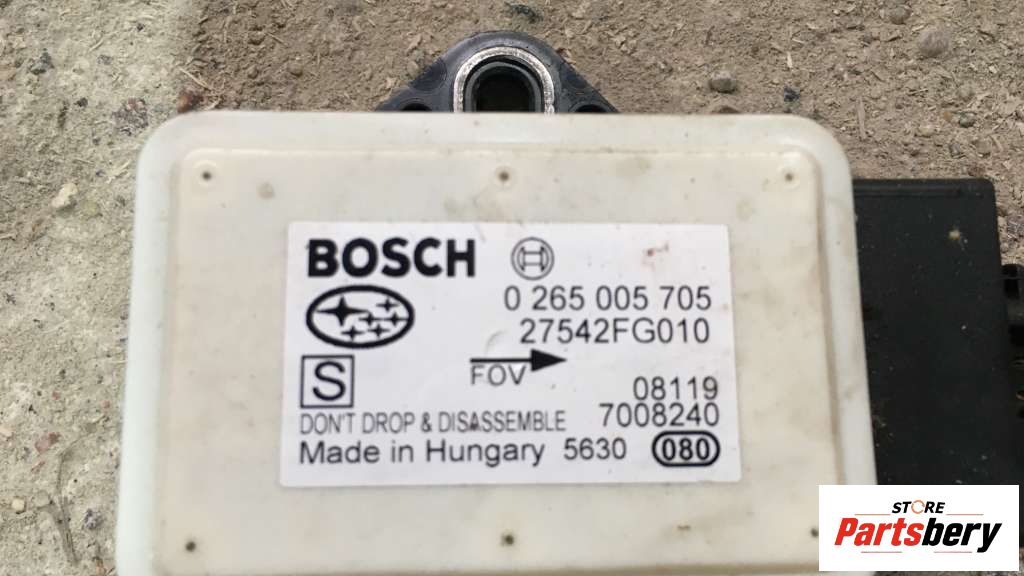 BOSCH
0 265 005 705
27542FG010
FOV
S
08119
DON'T DROP & DISASSEMBLE 7008240
Made in Hungary 5630 080
STORE
Partsbery